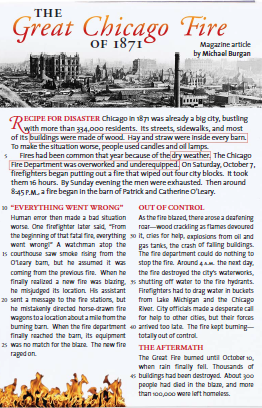 THE
Great Chicago Fire
OF 1871
Magazine article
by Michael Burgan
RECIPE FOR DISASTER Chicago in 1871 was already a big city, bustling
with more than 334,000 residents. Its streets, sidewalks, and most
of its buildings were made of wood. Hay and straw were inside every barn.
To make the situation worse, people used candles and oil lamps.
5 Fires had been common that year because of the dry weather. The Chicago
Fire Department was overworked and underequipped. On Saturday, October 7,
firefighters began putting out a fire that wiped out four city blocks. It took
them 16 hours. By Sunday evening the men were exhausted. Then around
8:45 P.M., a fire began in the barn of Patrick and Catherine O'Leary.
10 "EVERYTHING WENT WRONG"
Human error then made a bad situation
worse. One firefighter later said, "From
the beginning of that fatal fire, everything
went wrong!" A watchman atop the
15 courthouse saw smoke rising from the
O'Leary barn, but he assumed it was
coming from the previous fire. When he
finally realized a new fire was blazing,
he misjudged its location. His assistant
20 sent a message to the fire stations, but
he mistakenly directed horse-drawn fire
wagons to a location about a mile from the
burning barn. When the fire department
finally reached the barn, its equipment
25 was no match for the blaze. The new fire
raged on.
OUT OF CONTROL
As the fire blazed, there arose a deafening
roar—wood crackling as flames devoured
30 it, cries for help, explosions from oil and
gas tanks, the crash of falling buildings.
The fire department could do nothing to
stop the fire. Around 4 A.M. the next day,
the fire destroyed the city's waterworks,
35 shutting off water to the fire hydrants.
Firefighters had to drag water in buckets
from Lake Michigan and the Chicago
River. City officials made a desperate call
for help to other cities, but their forces
40 arrived too late. The fire kept burning—
totally out of control.
THE AFTERMATH
The Great Fire burned until October 10,
when rain finally fell. Thousands of
45 buildings had been destroyed. About 300
people had died in the blaze, and more
than 100,000 were left homeless.